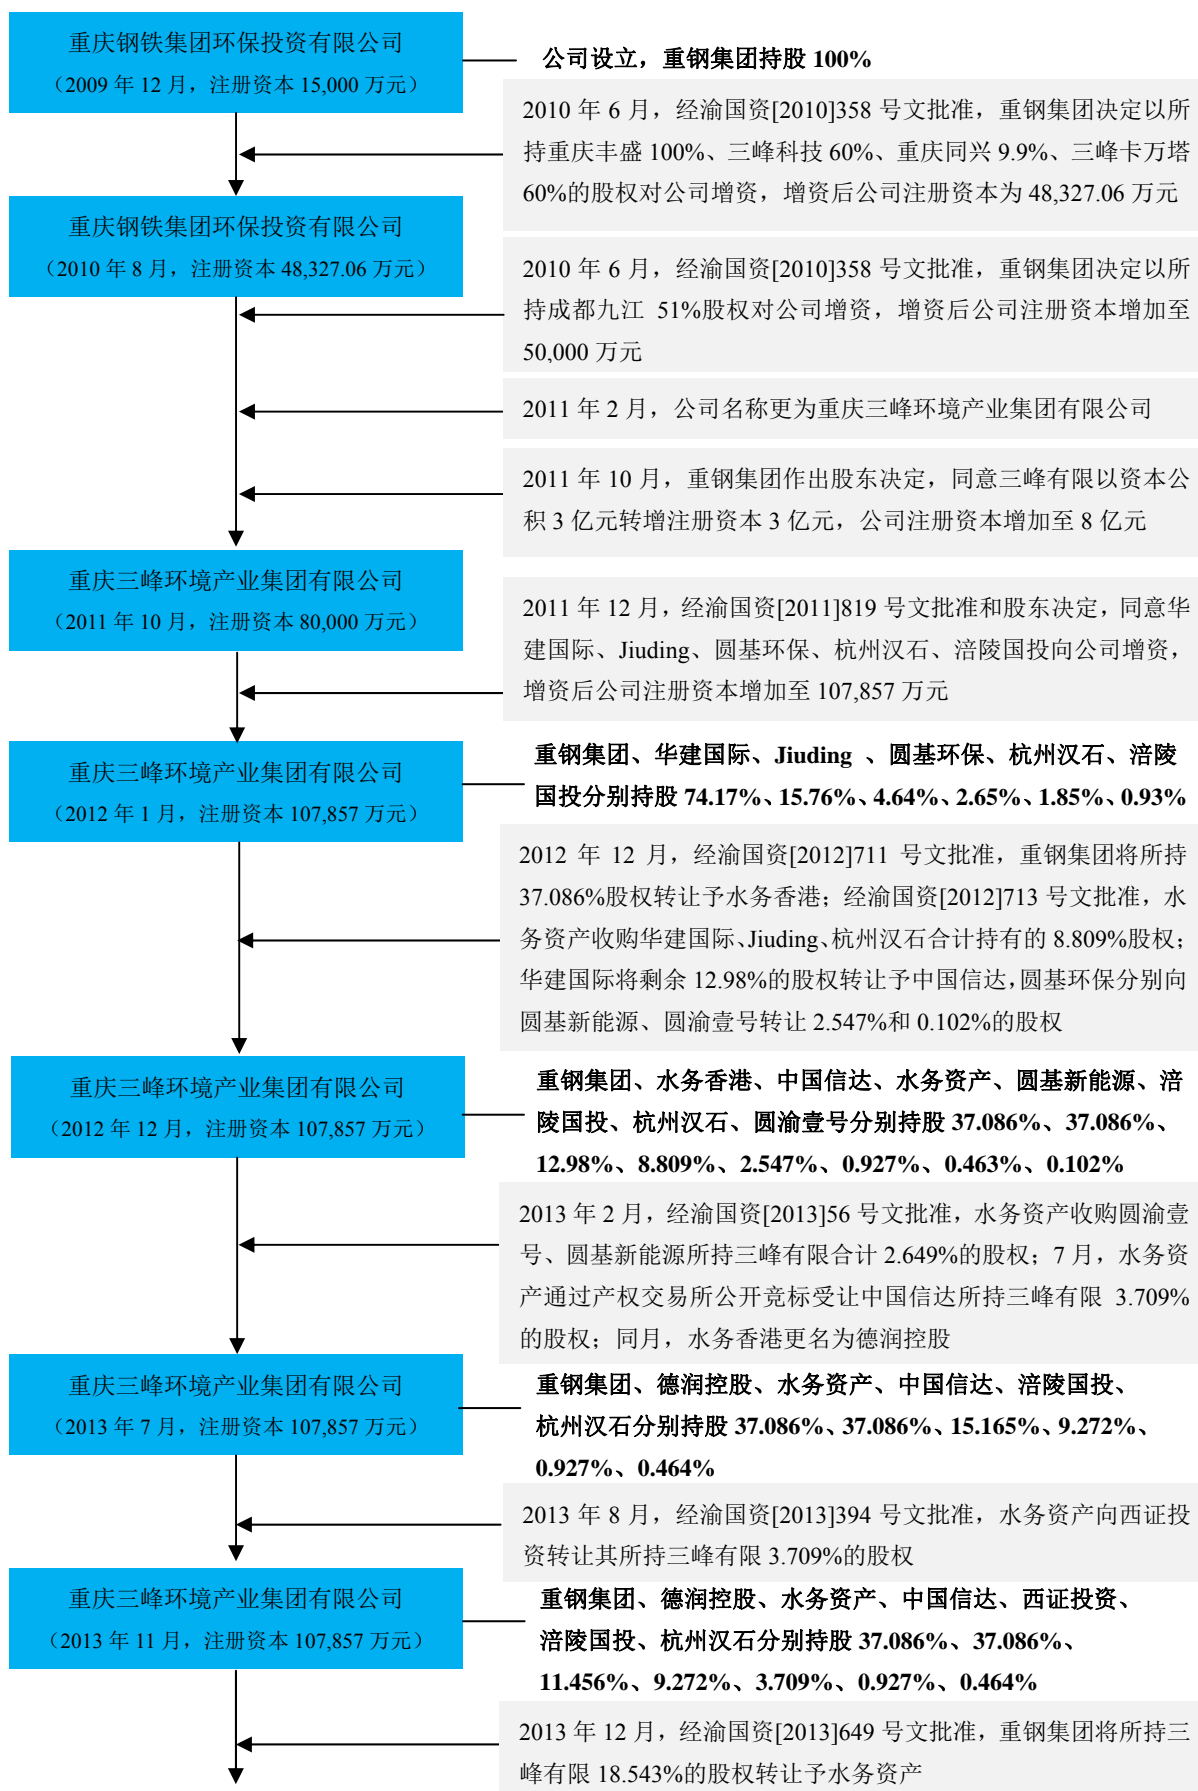 重庆钢铁集团环保投资有限公司
（2009 年 12 月，注册资本 15,000 万元）
公司设立，重钢集团持股 100%
2010 年 6 月，经渝国资[2010]358 号文批准，重钢集团决定以所
持重庆丰盛 100%、三峰科技 60%、重庆同兴 9.9%、三峰卡万塔
60%的股权对公司增资，增资后公司注册资本为 48,327.06 万元
重庆钢铁集团环保投资有限公司
（2010 年 8 月，注册资本 48,327.06 万元）
2010 年 6 月，经渝国资[2010]358 号文批准，重钢集团决定以所
持成都九江 51%股权对公司增资，增资后公司注册资本增加至
50,000 万元
2011 年 2 月，公司名称更为重庆三峰环境产业集团有限公司
2011 年 10 月，重钢集团作出股东决定，同意三峰有限以资本公
积 3 亿元转增注册资本 3 亿元，公司注册资本增加至 8 亿元
重庆三峰环境产业集团有限公司
（2011 年 10 月，注册资本 80,000 万元）
2011 年 12 月，经渝国资[2011]819 号文批准和股东决定，同意华
建国际、Jiuding、圆基环保、杭州汉石、涪陵国投向公司增资，
增资后公司注册资本增加至 107,857 万元
重庆三峰环境产业集团有限公司
（2012 年 1 月，注册资本 107,857 万元）
重钢集团、华建国际、Jiuding 、圆基环保、杭州汉石、涪陵
国投分别持股 74.17%、15.76%、4.64%、2.65%、1.85%、0.93%
2012 年 12 月，经渝国资[2012]711 号文批准，重钢集团将所持
37.086%股权转让予水务香港；经渝国资[2012]713 号文批准，水
务资产收购华建国际、Jiuding、杭州汉石合计持有的 8.809%股权；
华建国际将剩余 12.98%的股权转让予中国信达，圆基环保分别向
圆基新能源、圆渝壹号转让 2.547%和 0.102%的股权
重庆三峰环境产业集团有限公司
（2012 年 12 月，注册资本 107,857 万元）
重钢集团、水务香港、中国信达、水务资产、圆基新能源、涪
陵国投、杭州汉石、圆渝壹号分别持股 37.086%、37.086%、
12.98%、8.809%、2.547%、0.927%、0.463%、0.102%
2013 年 2 月，经渝国资[2013]56 号文批准，水务资产收购圆渝壹
号、圆基新能源所持三峰有限合计 2.649%的股权；7 月，水务资
产通过产权交易所公开竞标受让中国信达所持三峰有限 3.709%
的股权；同月，水务香港更名为德润控股
重庆三峰环境产业集团有限公司
（2013 年 7 月，注册资本 107,857 万元）
重钢集团、德润控股、水务资产、中国信达、涪陵国投、
杭州汉石分别持股 37.086%、37.086%、15.165%、9.272%、
0.927%、0.464%
2013 年 8 月，经渝国资[2013]394 号文批准，水务资产向西证投
资转让其所持三峰有限 3.709%的股权
重庆三峰环境产业集团有限公司
（2013 年 11 月，注册资本 107,857 万元）
重钢集团、德润控股、水务资产、中国信达、西证投资、
涪陵国投、杭州汉石分别持股 37.086%、37.086%、
11.456%、9.272%、3.709%、0.927%、0.464%
2013 年 12 月，经渝国资[2013]649 号文批准，重钢集团将所持三
峰有限 18.543%的股权转让予水务资产